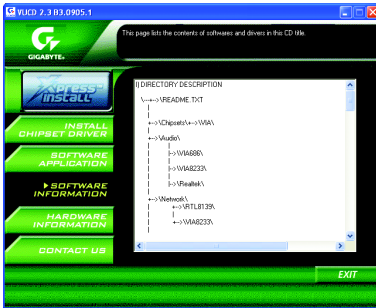 VUCD 2.3 B3.0905.1
This page lists the contents of softwares and drivers in this CD title.
GIGABYTE
Xpress
INSTALL
INSTALL
CHIPSET DRIVER
SOFTWARE
APPLICATION
SOFTWARE
INFORMATION
HARDWARE
INFORMATION
CONTACT US
I) DIRECTORY DESCRIPTION
\--+-->\README.TXT
|
+-->\Chipsets\+-->VIA\
|
+-->\Audio\
| |
| |->\VIA686\
| |
| |->\VIA8233\
| |
| |->\Realtek\
|
+-->\Network\
| +-->\RTL8139\
| |
| +-->\VIA8233\
|
EXIT